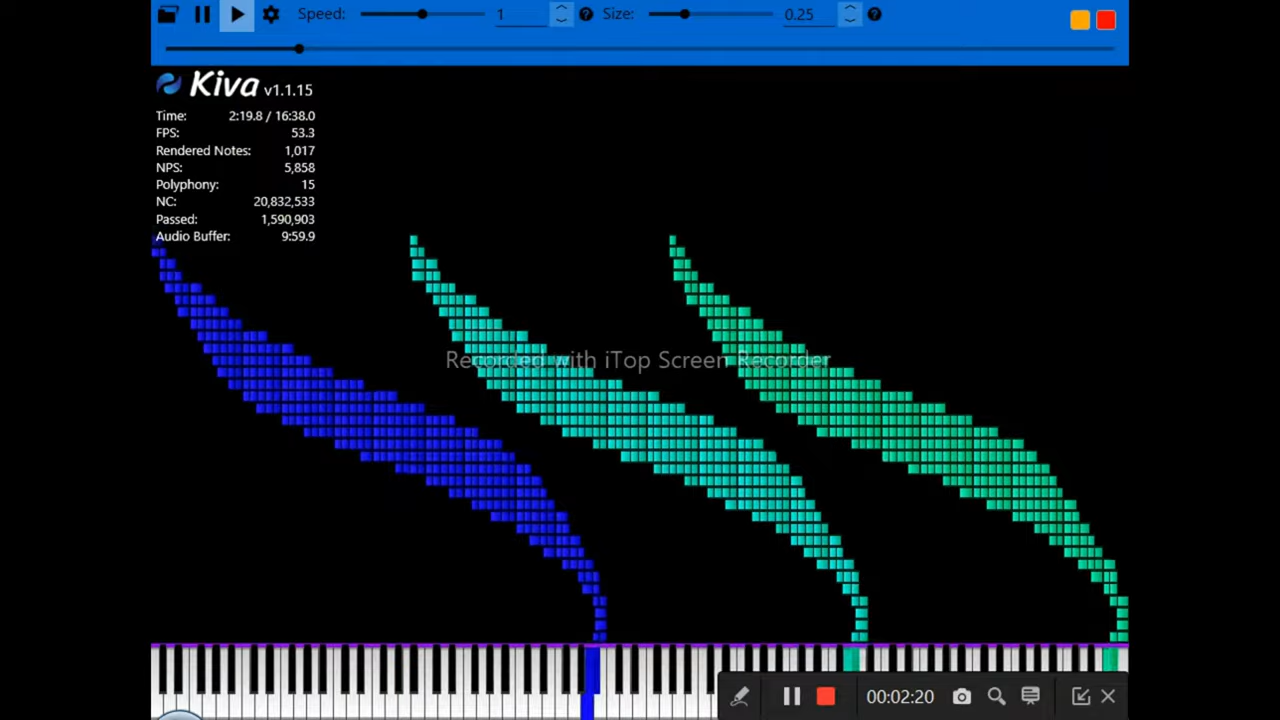 Speed: 1 Size: 0.25
Kiva v1.1.15
Time: 2:19.8 / 16:38.0
FPS: 53.3
Rendered Notes: 1,017
NPS: 5,858
Polyphony: 15
NC: 20,832,533
Passed: 1,590,903
Audio Buffer: 9:59.9
Recorded with iTop Screen Recorder
00:02:20